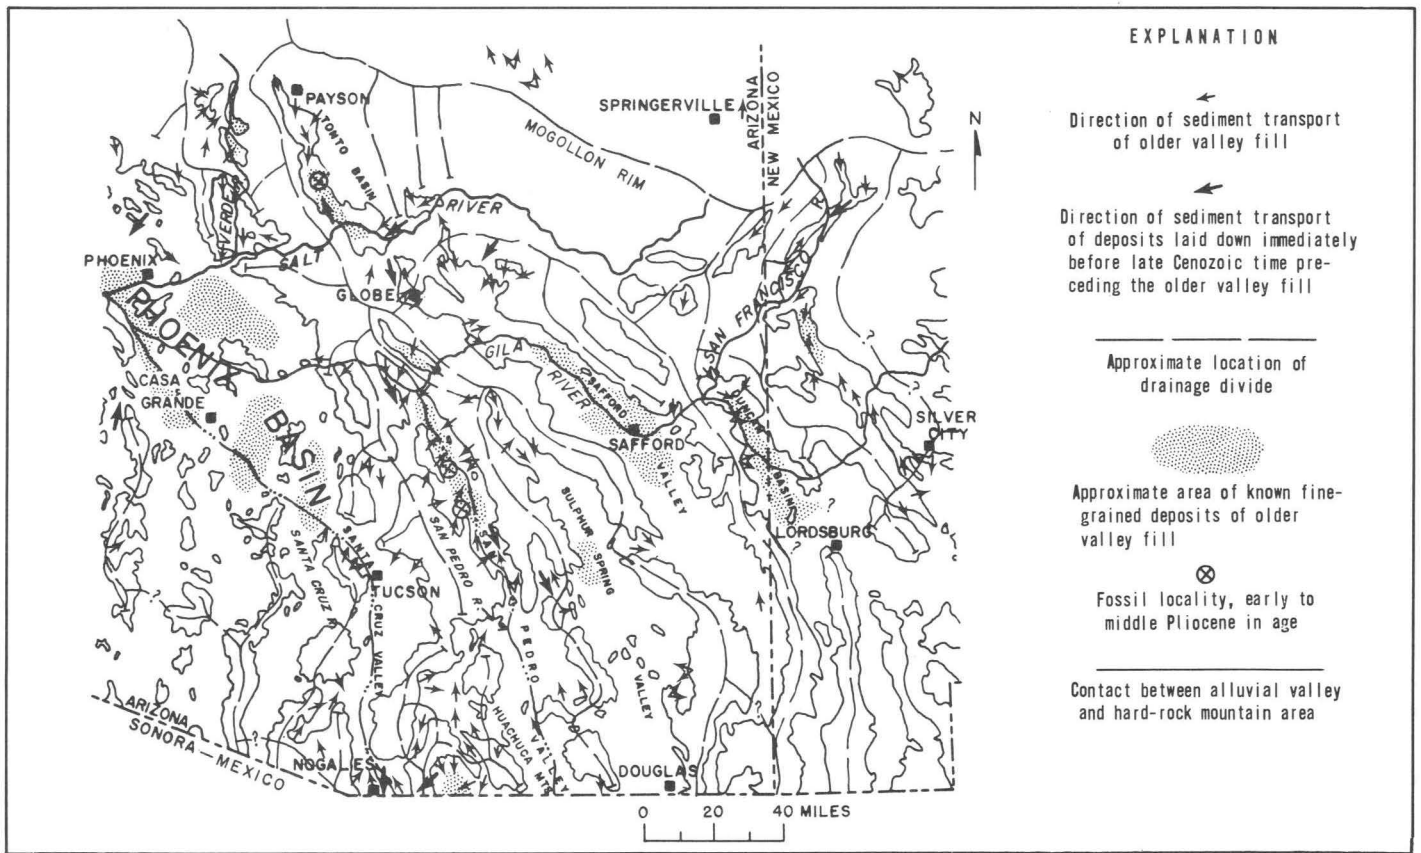 PAYSON
TONTO BASIN
SPRINGERVILLE
ARIZONA
NEW MEXICO
MOGOLLON RIM
N
VERDE
SALT
RIVER
PHOENIX
PHOENIX
BASIN
GLOBE
SAN FRANCISCO
R
GILA
RIVER
CASA
GRANDE
SAFFORD
SAFFORD
VALLEY
DUNCAN
BASIN
SILVER
CITY
?
?
LORDSBURG
?
SULPHUR SPRING
VALLEY
SANTA
CRUZ VALLEY
SANTA CRUZ R.
TUCSON
SAN PEDRO R.
SAN
PEDRO
VALLEY
HUACHUCA MTS
?
?
?
ARIZONA
SONORA
MEXICO
NOGALES
DOUGLAS
0 20 40 MILES
EXPLANATION
Direction of sediment transport
of older valley fill
Direction of sediment transport
of deposits laid down immediately
before late Cenozoic time pre-
ceding the older valley fill
Approximate location of
drainage divide
Approximate area of known fine-
grained deposits of older
valley fill
Fossil locality, early to
middle Pliocene in age
Contact between alluvial valley
and hard-rock mountain area